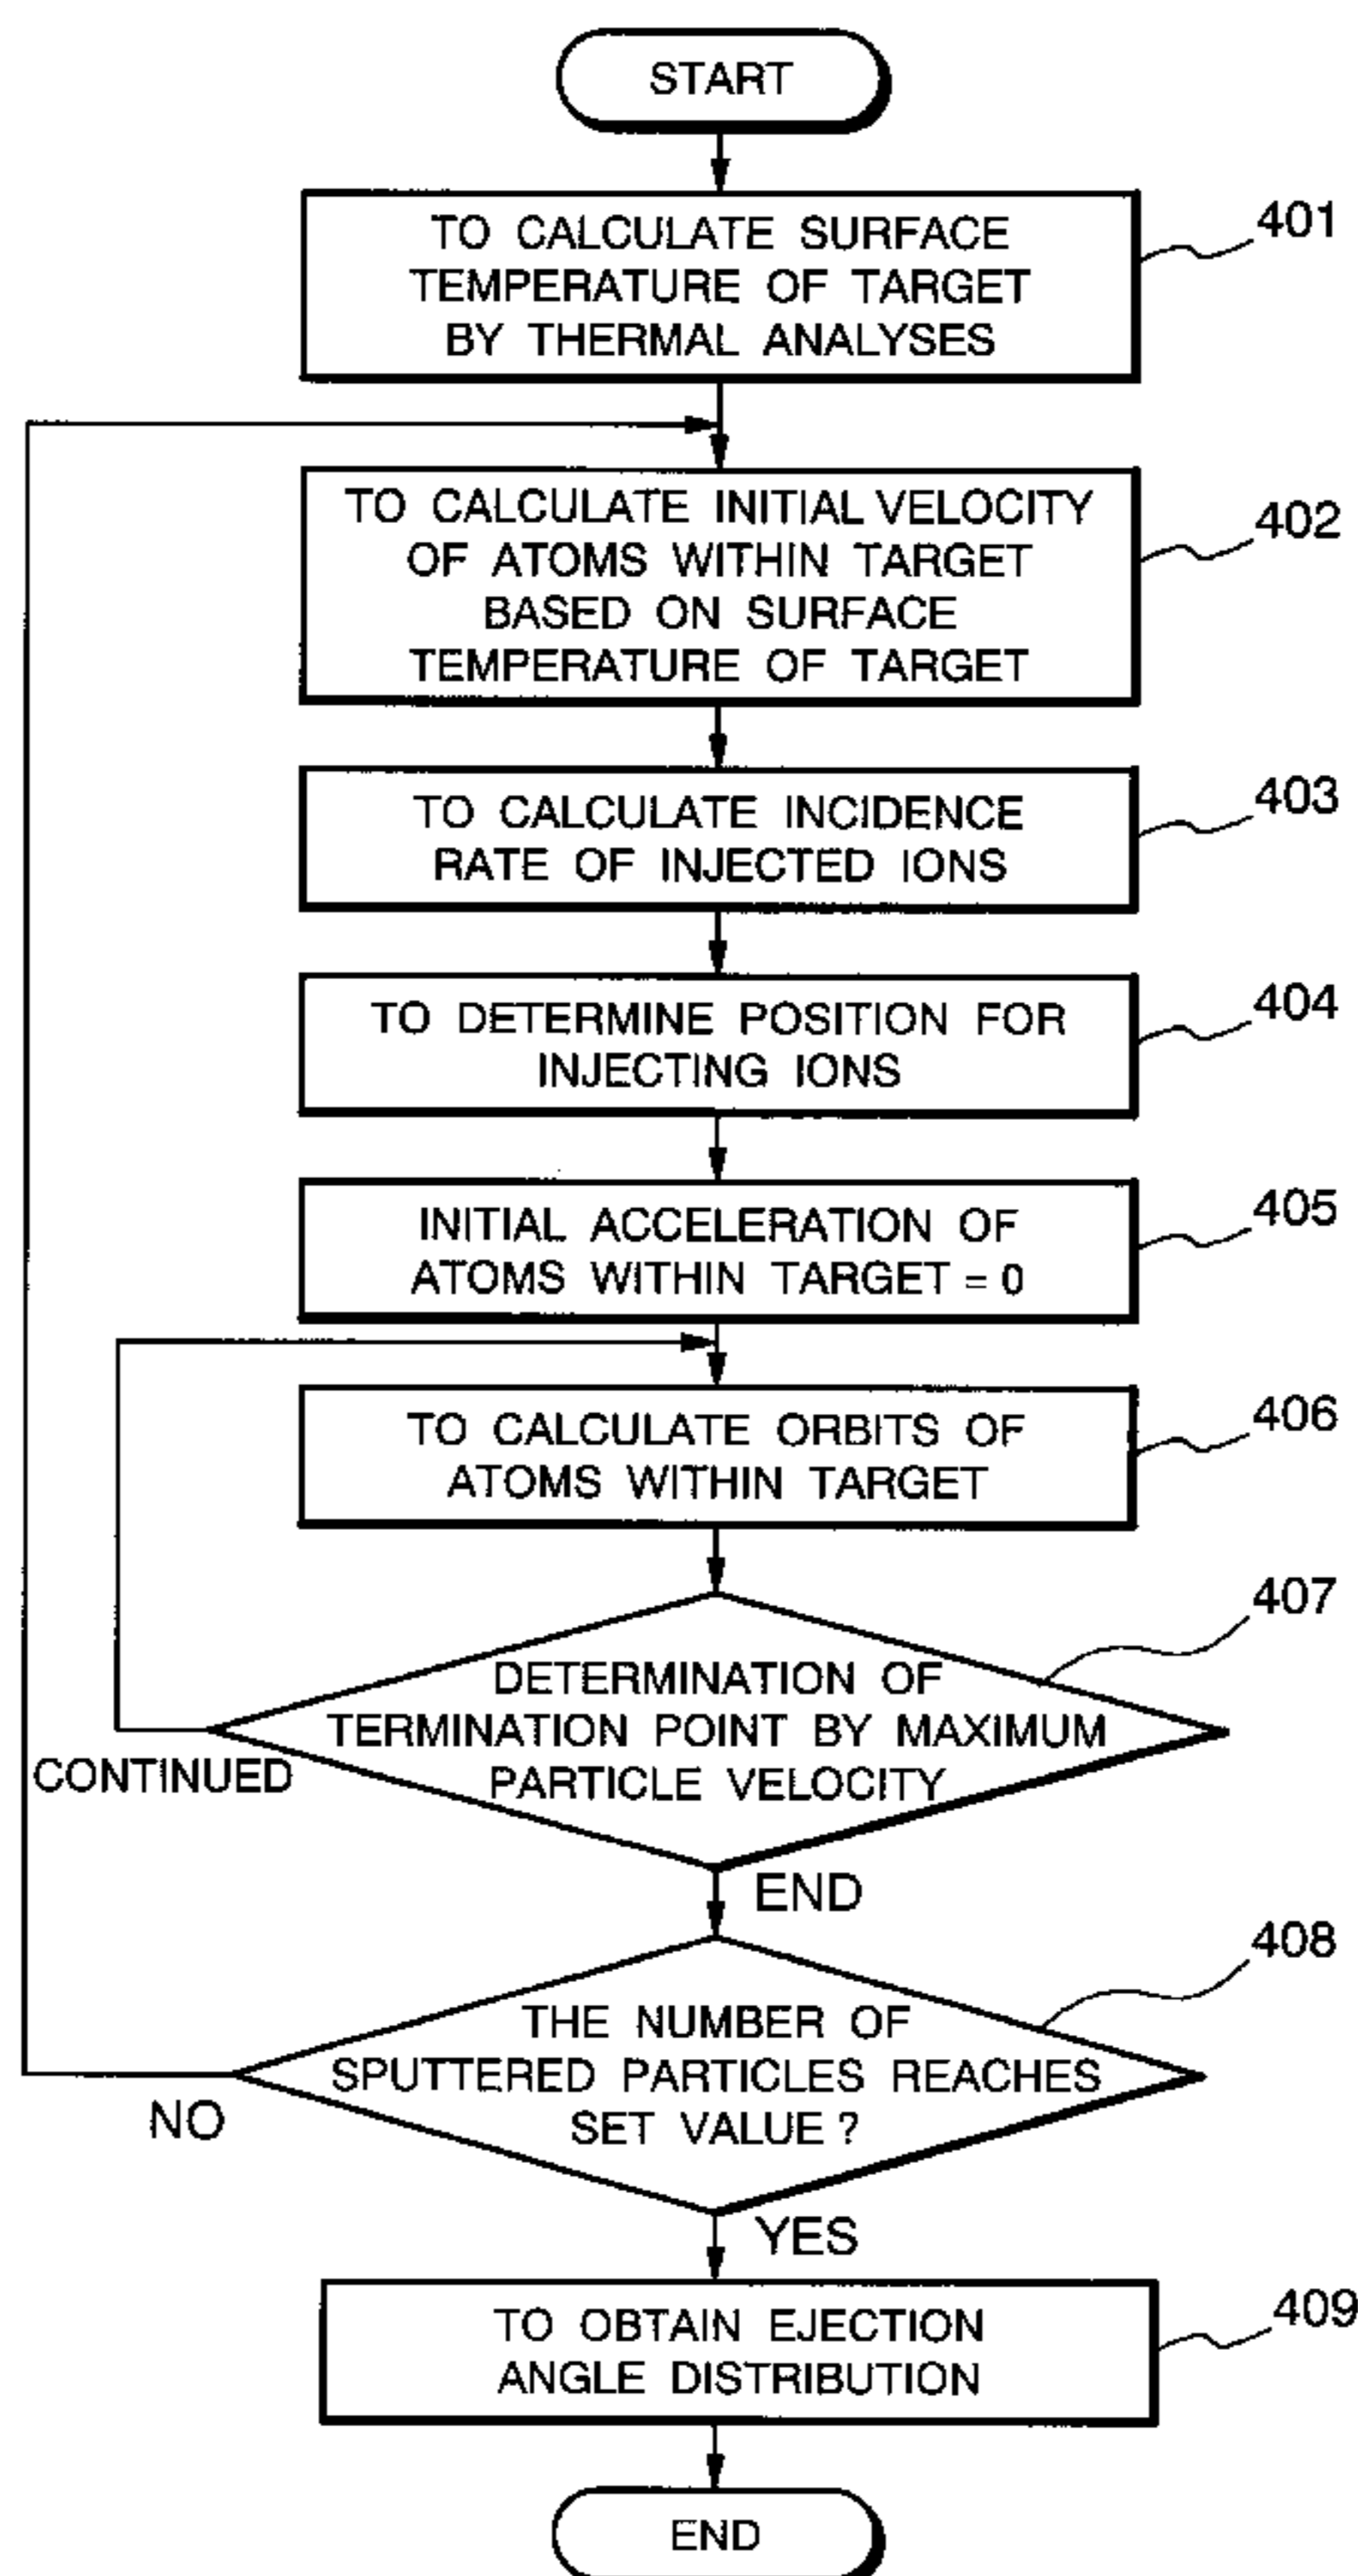 START
TO CALCULATE SURFACE
TEMPERATURE OF TARGET
BY THERMAL ANALYSES
401
TO CALCULATE INITIAL VELOCITY
OF ATOMS WITHIN TARGET
BASED ON SURFACE
TEMPERATURE OF TARGET
402
TO CALCULATE INCIDENCE
RATE OF INJECTED IONS
403
TO DETERMINE POSITION FOR
INJECTING IONS
404
INITIAL ACCELERATION OF
ATOMS WITHIN TARGET = 0
405
TO CALCULATE ORBITS OF
ATOMS WITHIN TARGET
406
DETERMINATION OF
TERMINATION POINT BY MAXIMUM
PARTICLE VELOCITY
407
CONTINUED
END
THE NUMBER OF
SPUTTERED PARTICLES REACHES
SET VALUE ?
408
NO
YES
TO OBTAIN EJECTION
ANGLE DISTRIBUTION
409
END